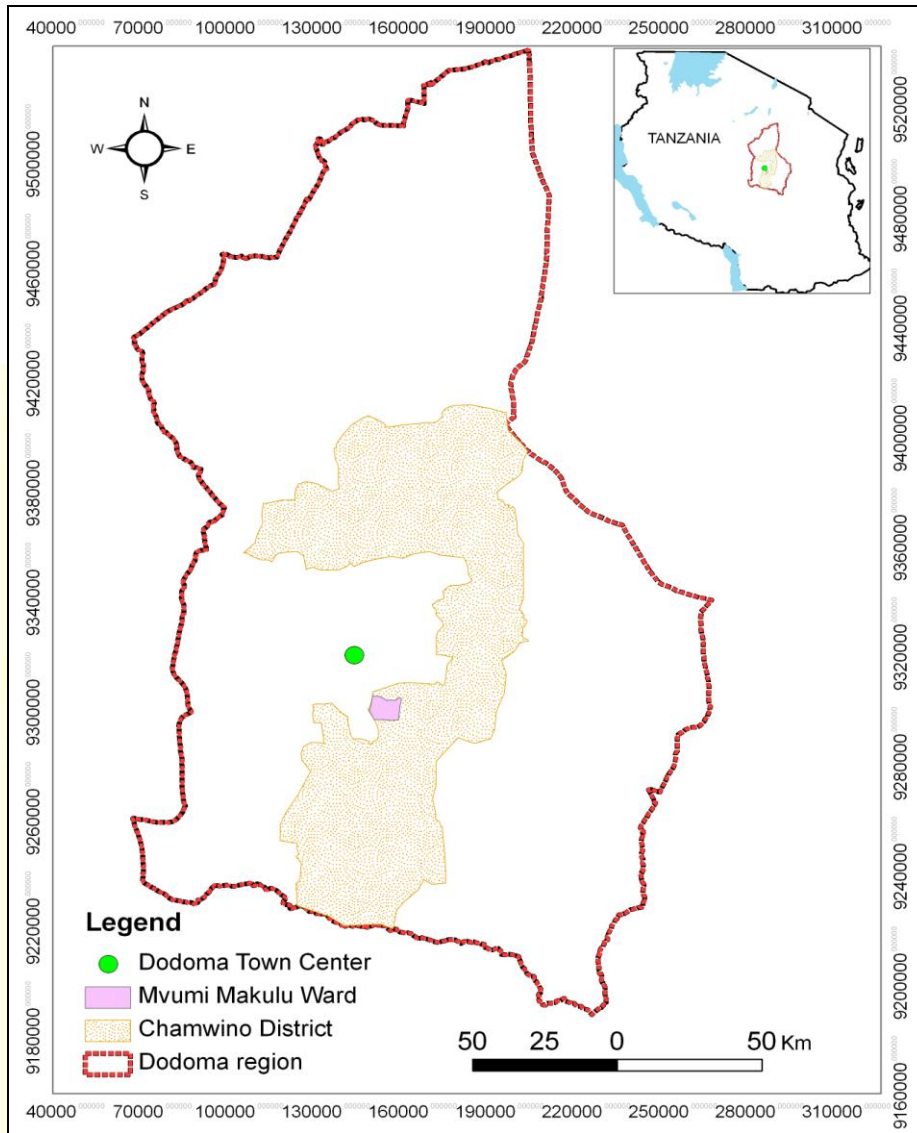 40000 70000 100000 130000 160000 190000 220000 250000 280000 310000
N
W E
S
TANZANIA
9500000
9460000
9420000
9380000
9340000
9300000
9260000
9220000
9180000
9520000
9480000
9440000
9400000
9360000
9320000
9280000
9240000
9200000
9160000
Legend
Dodoma Town Center
Mvumi Makulu Ward
Chamwino District
Dodoma region
50 25 0 50 Km
40000 70000 100000 130000 160000 190000 220000 250000 280000 310000